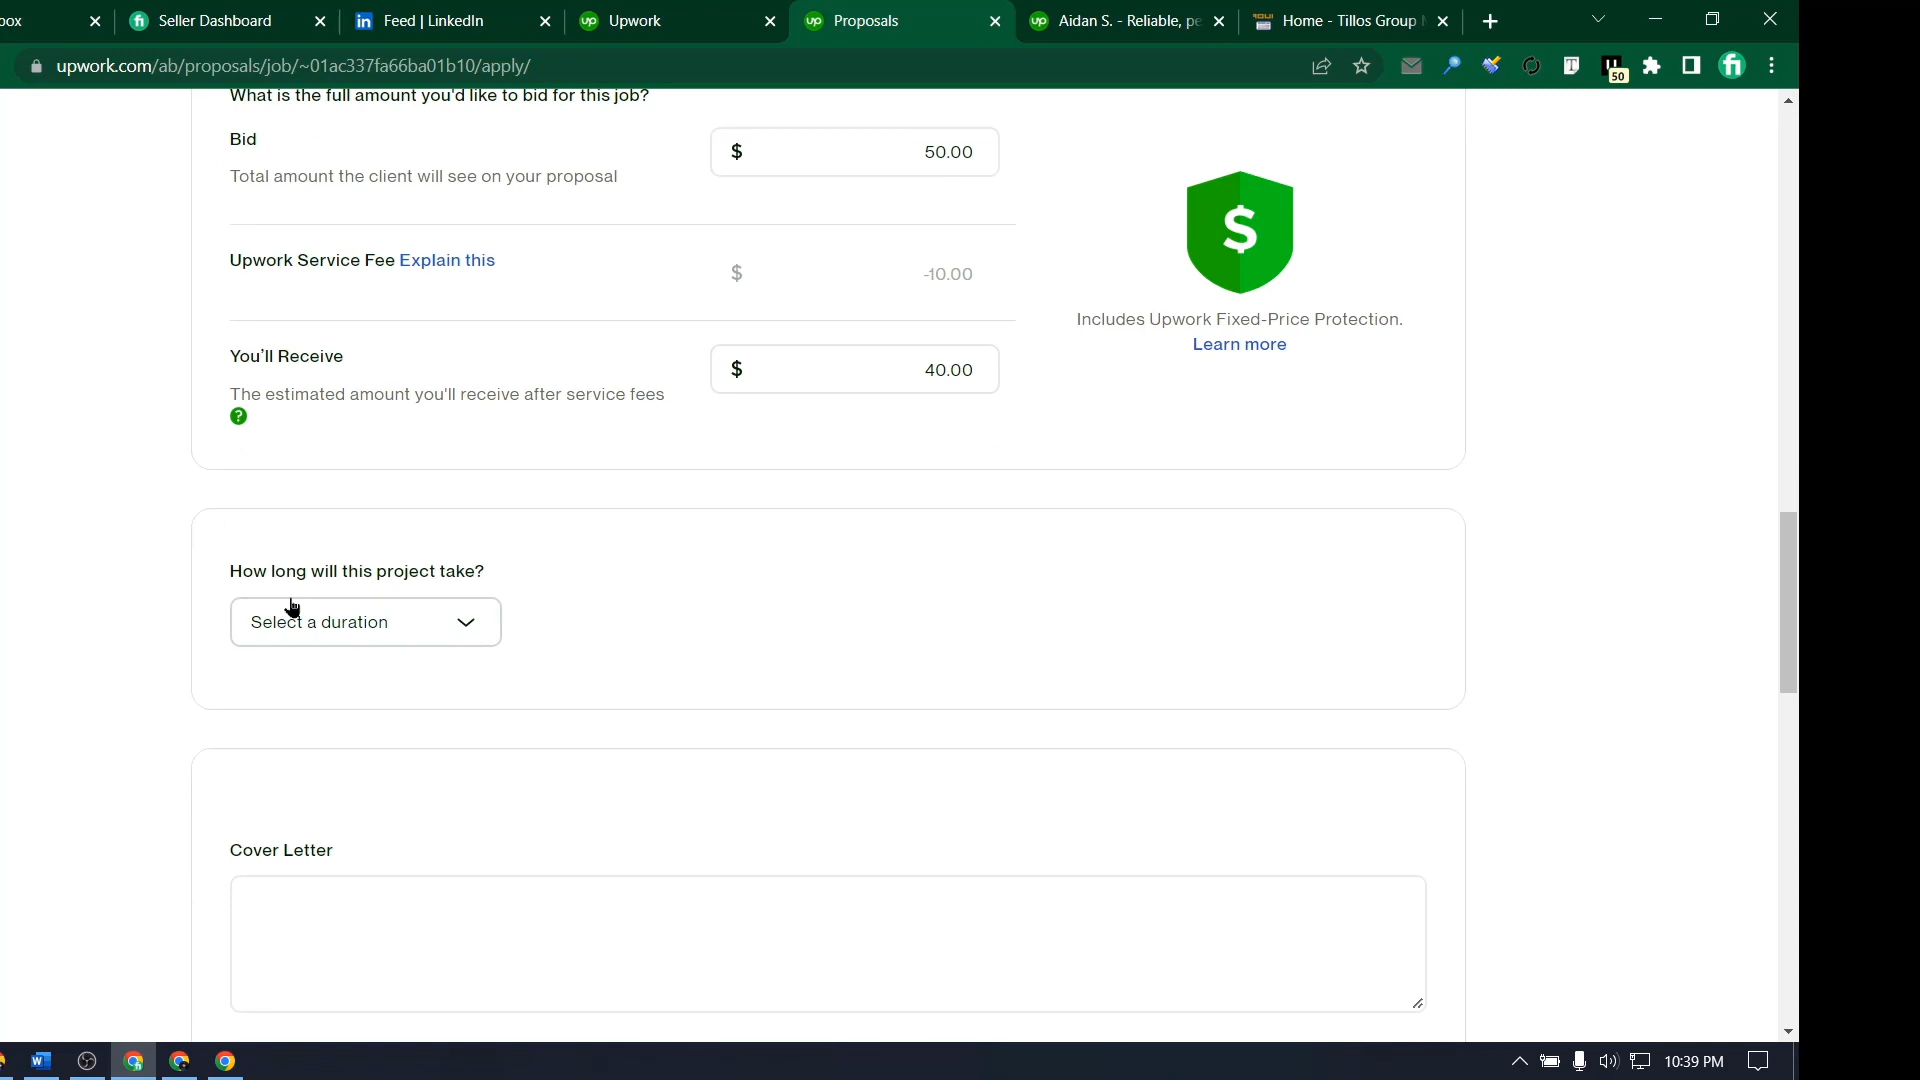 box
Seller Dashboard
Feed | LinkedIn
Upwork
Proposals
Aidan S. - Reliable, pe
Home - Tillos Group
upwork.com/ab/proposals/job/~01ac337fa66ba01b10/apply/
50
What is the full amount you'd like to bid for this job?
Bid
$ 50.00
Total amount the client will see on your proposal
Upwork Service Fee Explain this
$ -10.00
Includes Upwork Fixed-Price Protection.
Learn more
You'll Receive
$ 40.00
The estimated amount you'll receive after service fees
How long will this project take?
Select a duration
Cover Letter
10:39 PM